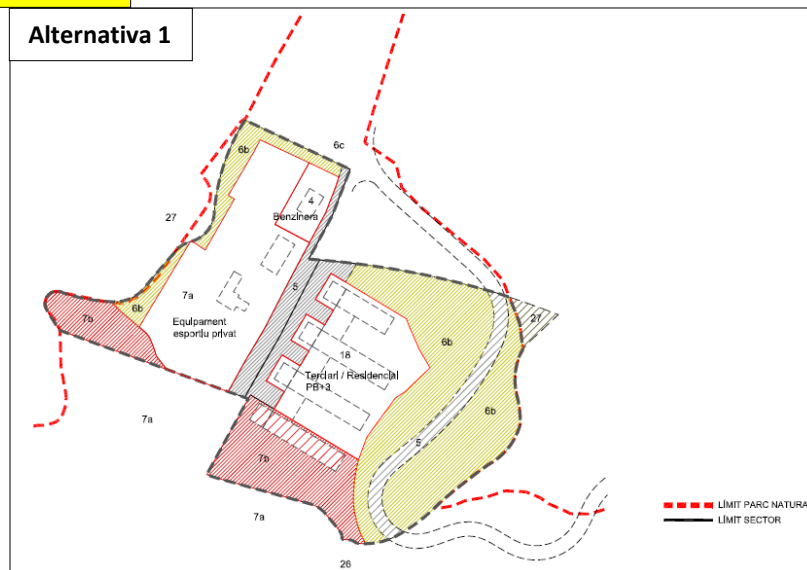 Alternativa 1
6b
6c
4
Benzinera
27
7a
5
6b
7b
Equipament
esportiu privat
27
18
6b
Terciari / Residencial
PB+3
6b
7a
5
7b
LÍMIT PARC NATURA
LÍMIT SECTOR
7a
26